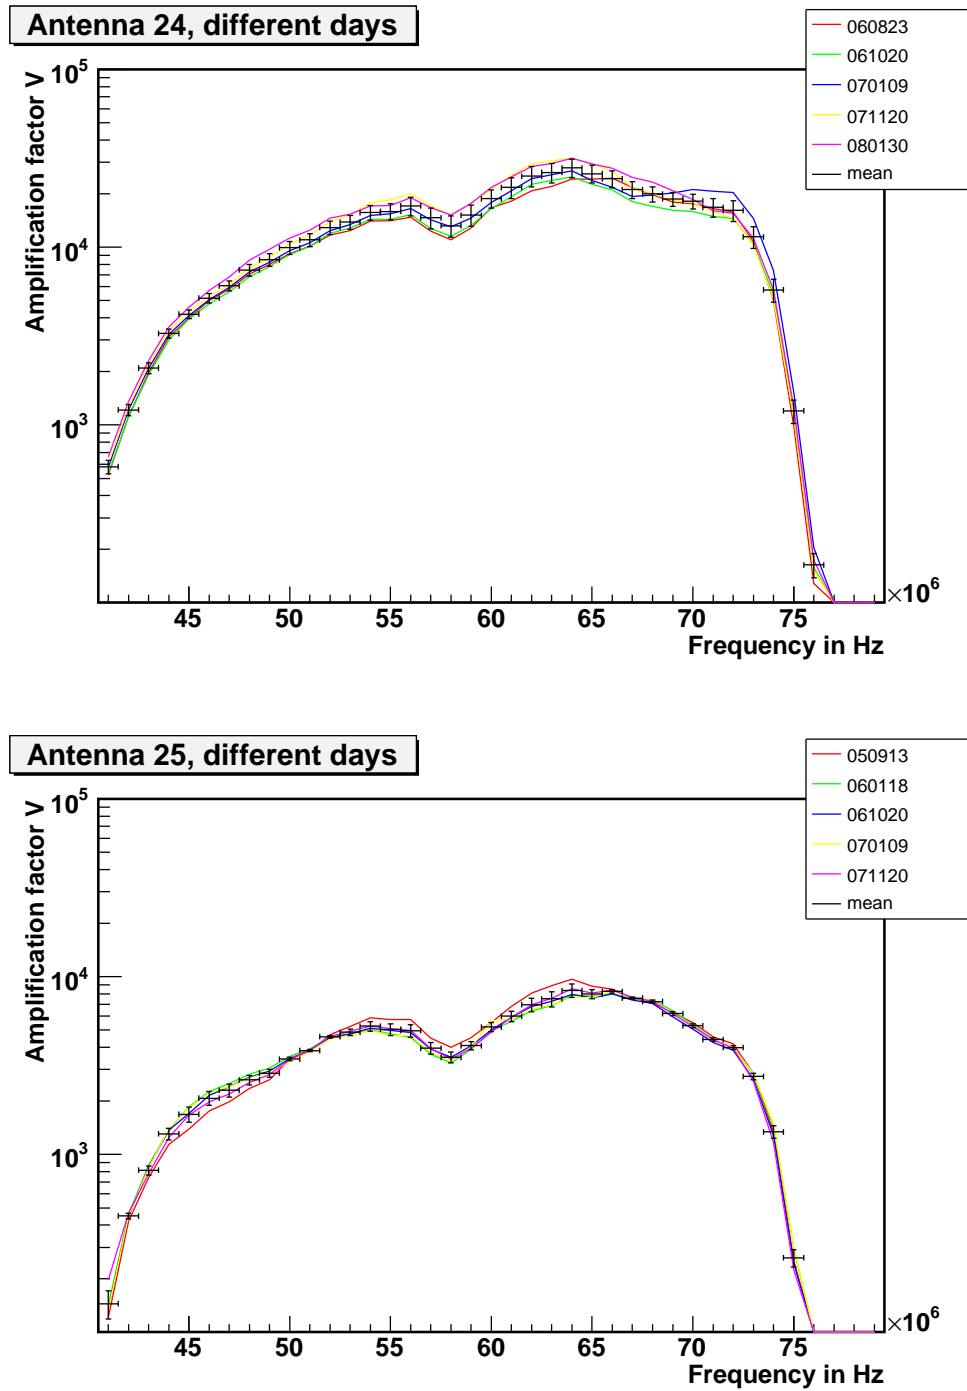 Antenna 24, different days
060823
061020
070109
071120
080130
mean
Amplification factor V
10^5
10^4
10^3
45 50 55 60 65 70 75
×10^6
Frequency in Hz
Antenna 25, different days
050913
060118
061020
070109
071120
mean
Amplification factor V
10^5
10^4
10^3
45 50 55 60 65 70 75
×10^6
Frequency in Hz